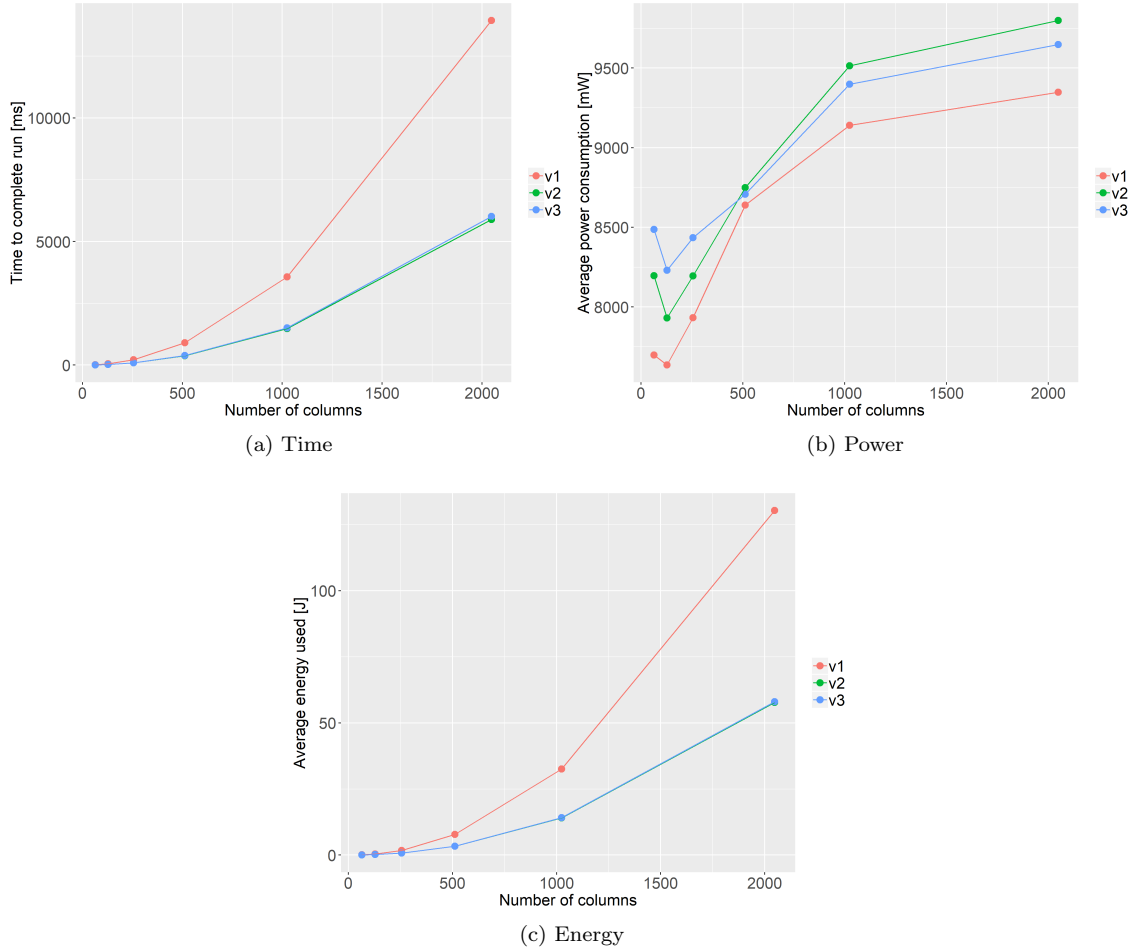 Time to complete run [ms]
10000
5000
0
0
500
1000
1500
2000
Number of columns
v1
v2
v3
(a) Time
Average power consumption [mW]
9500
9000
8500
8000
0
500
1000
1500
2000
Number of columns
v1
v2
v3
(b) Power
Average energy used [J]
100
50
0
0
500
1000
1500
2000
Number of columns
v1
v2
v3
(c) Energy